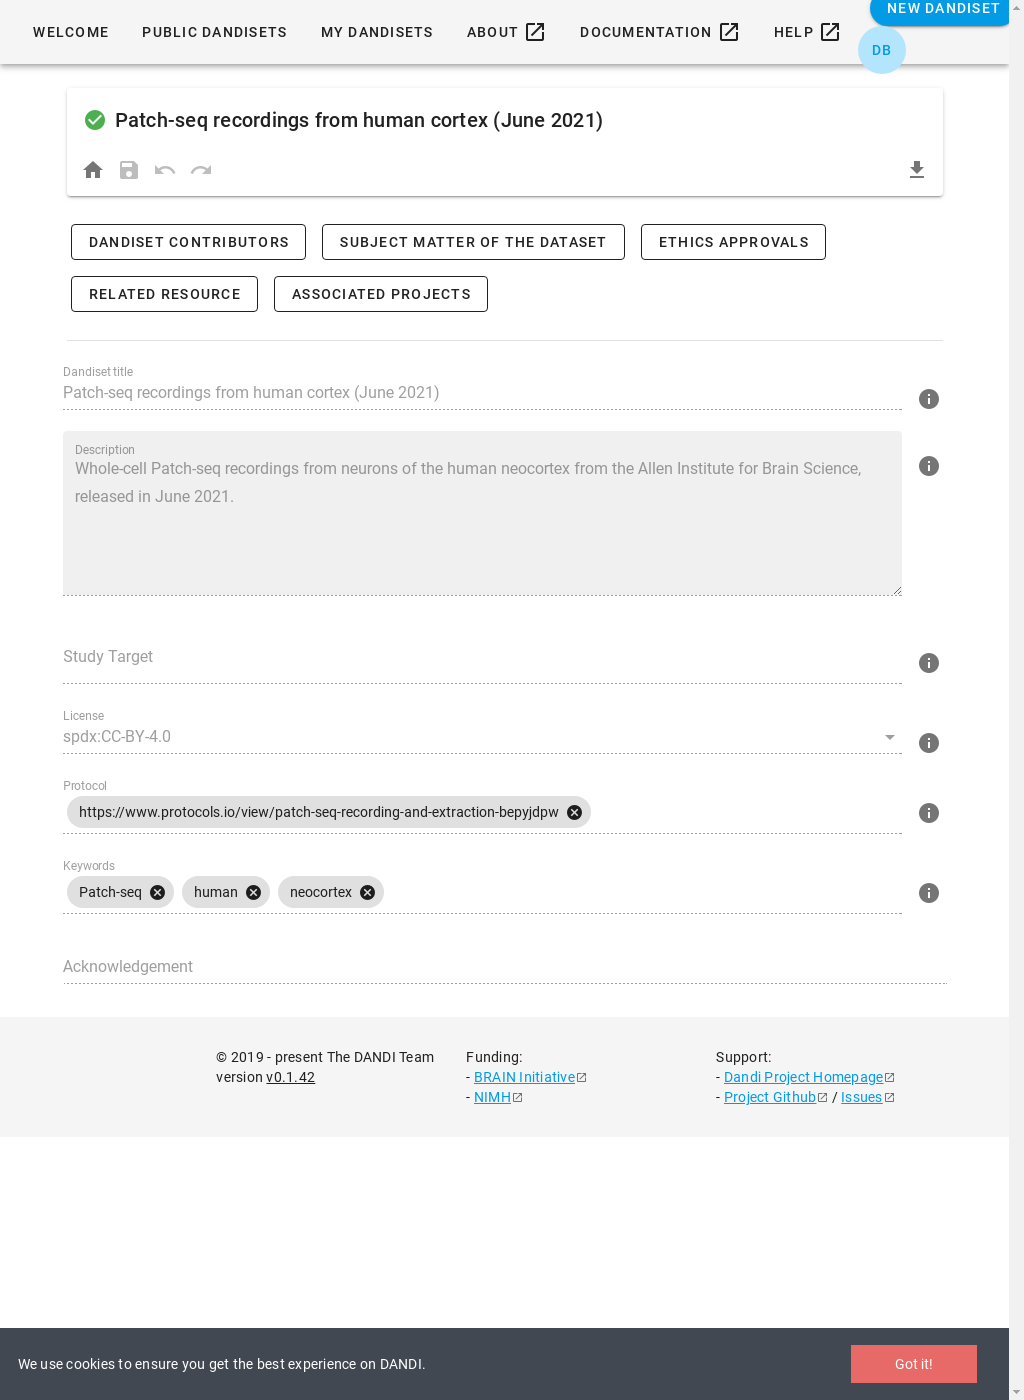 NEW DANDISET
WELCOME PUBLIC DANDISETS MY DANDISETS ABOUT DOCUMENTATION HELP
DB
Patch-seq recordings from human cortex (June 2021)
DANDISET CONTRIBUTORS SUBJECT MATTER OF THE DATASET ETHICS APPROVALS
RELATED RESOURCE ASSOCIATED PROJECTS
Dandiset title
Patch-seq recordings from human cortex (June 2021)
Description
Whole-cell Patch-seq recordings from neurons of the human neocortex from the Allen Institute for Brain Science,
released in June 2021.
Study Target
License
spdx:CC-BY-4.0
Protocol
https://www.protocols.io/view/patch-seq-recording-and-extraction-bepyjdpw
Keywords
Patch-seq human neocortex
Acknowledgement
© 2019 - present The DANDI Team
version v0.1.42
Funding:
- BRAIN Initiative
- NIMH
Support:
- Dandi Project Homepage
- Project Github / Issues
We use cookies to ensure you get the best experience on DANDI.
Got it!